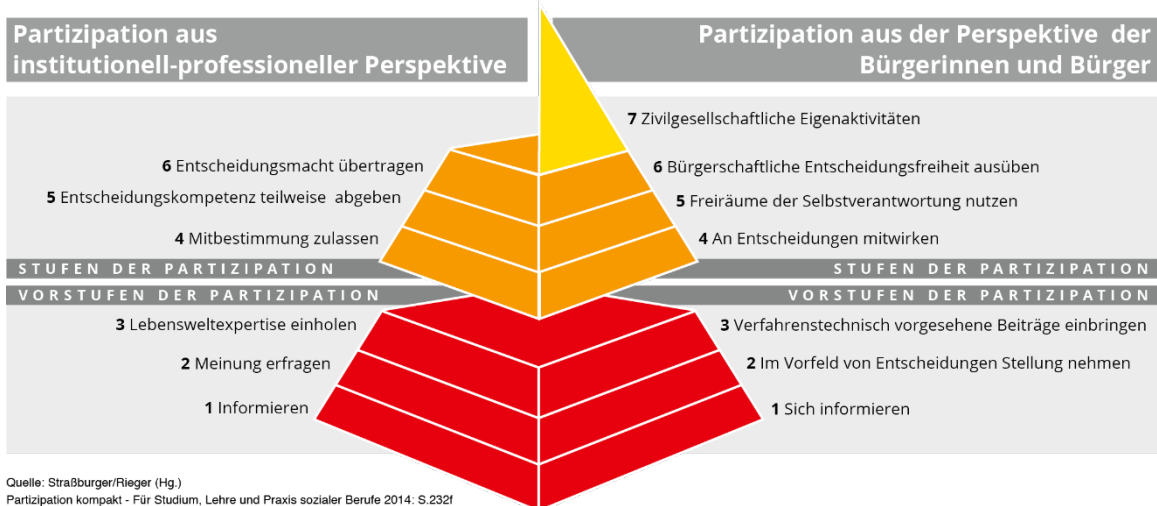 Partizipation aus
institutionell-professioneller Perspektive
Partizipation aus der Perspektive der
Bürgerinnen und Bürger
7 Zivilgesellschaftliche Eigenaktivitäten
6 Entscheidungsmacht übertragen
6 Bürgerschaftliche Entscheidungsfreiheit ausüben
5 Entscheidungskompetenz teilweise abgeben
5 Freiräume der Selbstverantwortung nutzen
4 Mitbestimmung zulassen
4 An Entscheidungen mitwirken
STUFEN DER PARTIZIPATION
STUFEN DER PARTIZIPATION
VORSTUFEN DER PARTIZIPATION
VORSTUFEN DER PARTIZIPATION
3 Lebensweltexpertise einholen
3 Verfahrenstechnisch vorgesehene Beiträge einbringen
2 Meinung erfragen
2 Im Vorfeld von Entscheidungen Stellung nehmen
1 Informieren
1 Sich informieren
Quelle: Straßburger/Rieger (Hg.)
Partizipation kompakt - Für Studium, Lehre und Praxis sozialer Berufe 2014: S.232f